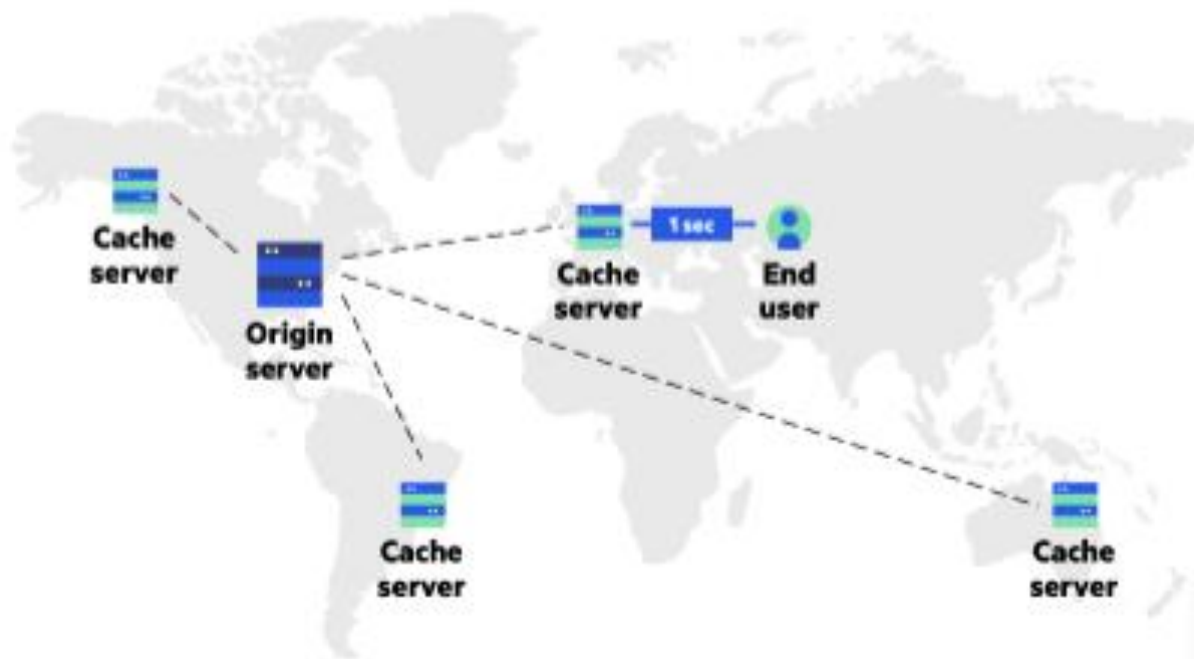 Cache
server
Origin
server
Cache
server
1 sec
End
user
Cache
server
Cache
server